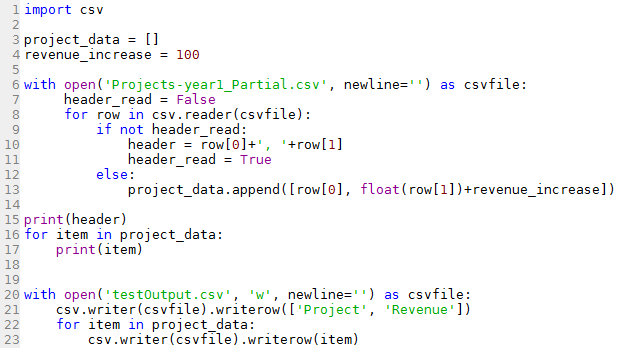 1 import csv
2
3 project_data = []
4 revenue_increase = 100
5
6 with open('Projects-year1_Partial.csv', newline='') as csvfile:
7     header_read = False
8     for row in csv.reader(csvfile):
9         if not header_read:
10             header = row[0]+', '+row[1]
11             header_read = True
12         else:
13             project_data.append([row[0], float(row[1])+revenue_increase])
14
15 print(header)
16 for item in project_data:
17     print(item)
18
19
20 with open('testOutput.csv', 'w', newline='') as csvfile:
21     csv.writer(csvfile).writerow(['Project', 'Revenue'])
22     for item in project_data:
23         csv.writer(csvfile).writerow(item)